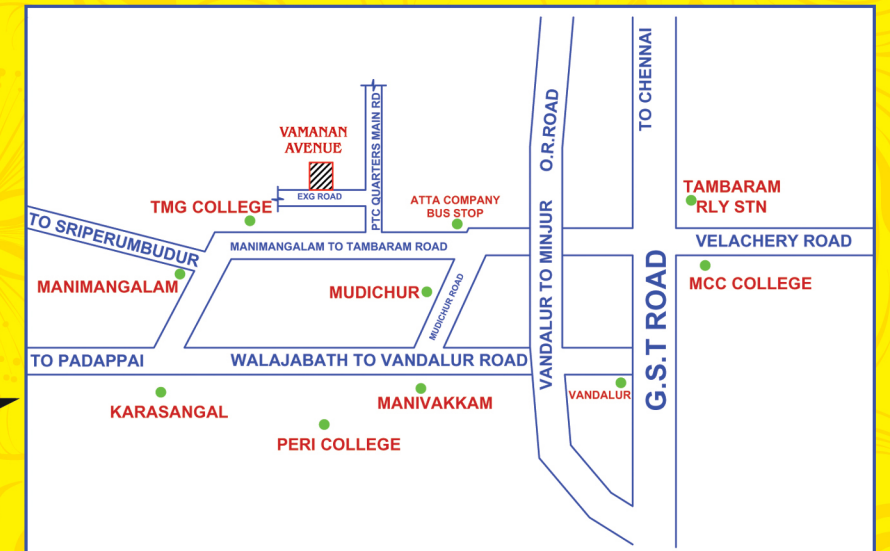 TO CHENNAI
O.R.ROAD
PTC QUARTERS MAIN RD
VAMANAN
AVENUE
EXG ROAD
TMG COLLEGE
ATTA COMPANY
BUS STOP
TAMBARAM
RLY STN
TO SRIPERUMBUDUR
MANIMANGALAM TO TAMBARAM ROAD
VELACHERY ROAD
MANIMANGALAM
MUDICHUR
MUDICHUR ROAD
VANDALUR TO MINJUR
G.S.T ROAD
MCC COLLEGE
TO PADAPPAI
WALAJABATH TO VANDALUR ROAD
KARASANGAL
MANIVAKKAM
VANDALUR
PERI COLLEGE